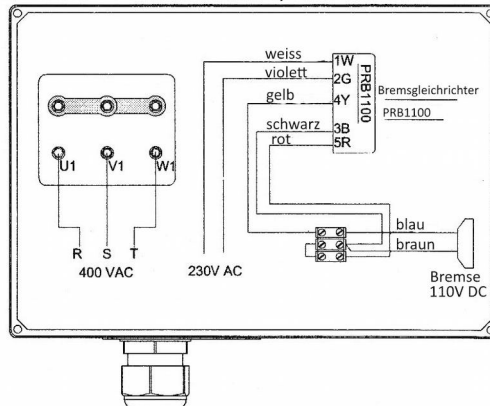 weiss
1W
violett
2G
gelb
4Y
schwarz
3B
rot
5R
PRB1100
Bremsgleichrichter
PRB1100
U1
V1
W1
R S T
400 VAC
230V AC
blau
braun
Bremse
110V DC